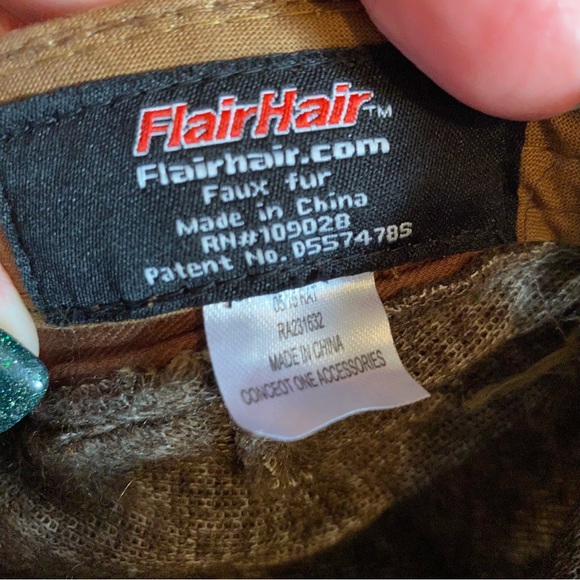 FlairHair™
Flairhair.com
Faux fur
Made in China
RN#109028
Patent No. D557478S
RA231632
MADE IN CHINA
CONCEPT ONE ACCESSORIES